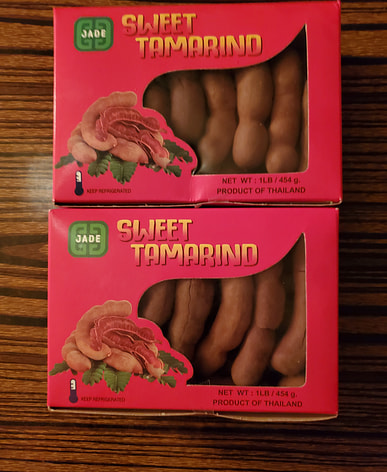 JADE
SWEET
TAMARIND
NET WT : 1LB / 454 g.
PRODUCT OF THAILAND
KEEP REFRIGERATED
JADE
SWEET
TAMARIND
NET WT : 1LB / 454 g.
PRODUCT OF THAILAND
KEEP REFRIGERATED